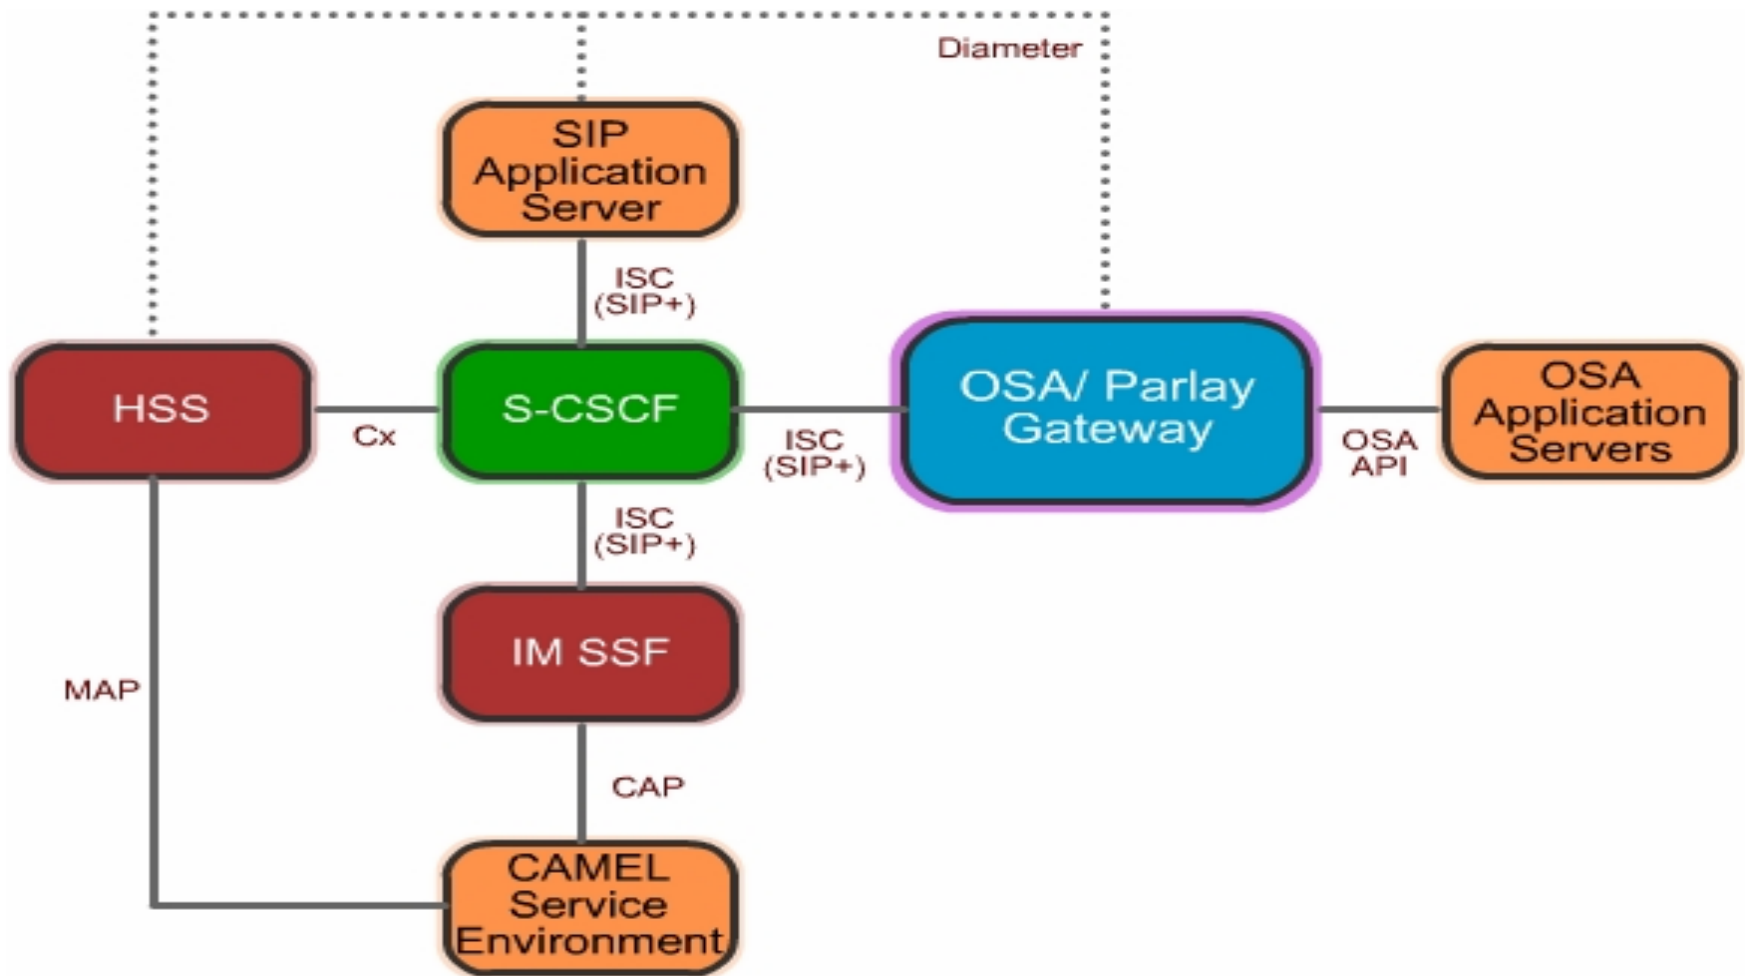 Diameter
SIP
Application
Server
ISC
(SIP+)
HSS
Cx
S-CSCF
ISC
(SIP+)
OSA/ Parlay
Gateway
OSA
API
OSA
Application
Servers
ISC
(SIP+)
IM SSF
MAP
CAP
CAMEL
Service
Environment